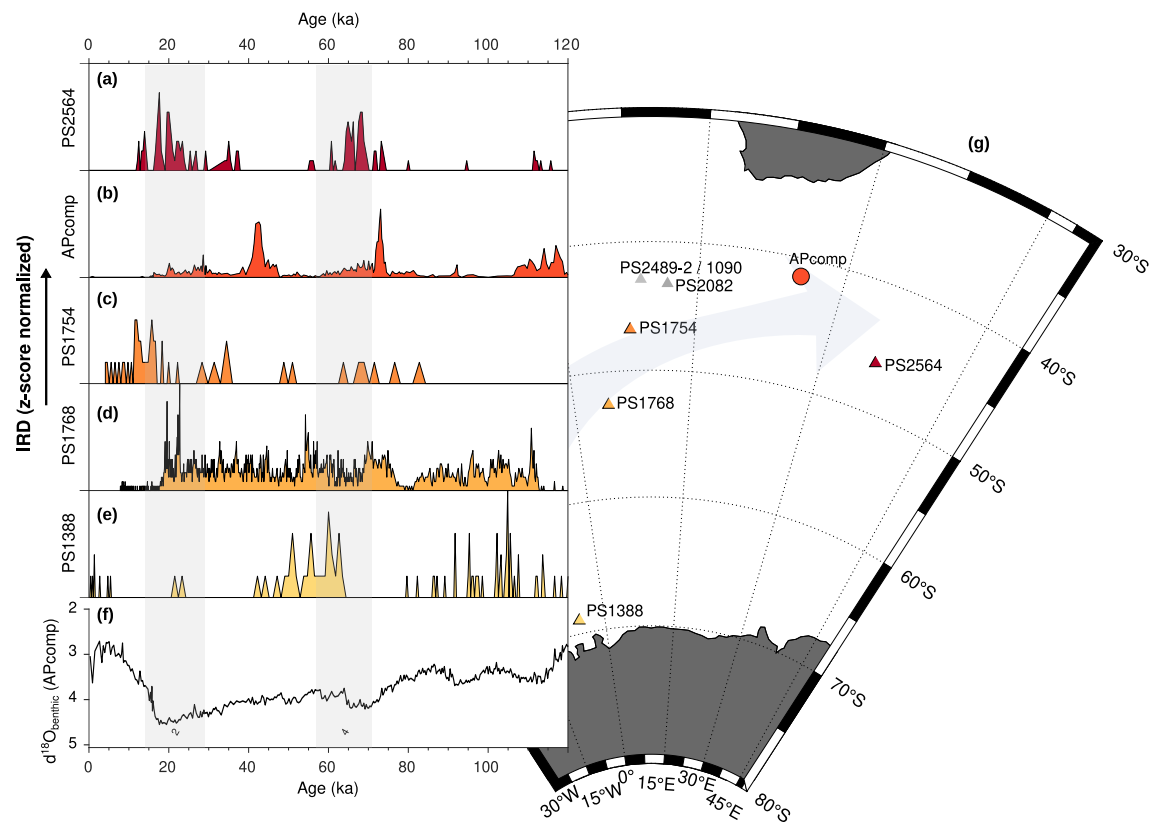 Age (ka)
0 20 40 60 80 100 120
(a)
PS2564
(b)
APcomp
(c)
PS1754
(d)
PS1768
(e)
PS1388
IRD (z-score normalized)
(f)
2
3
4
5
d18Obenthic (APcomp)
2
4
0 20 40 60 80 100
Age (ka)
(g)
APcomp
PS2489-2 / 1090
PS2082
PS1754
PS2564
PS1768
PS1388
30°S
40°S
50°S
60°S
70°S
80°S
30°W
15°W
0°
15°E
30°E
45°E